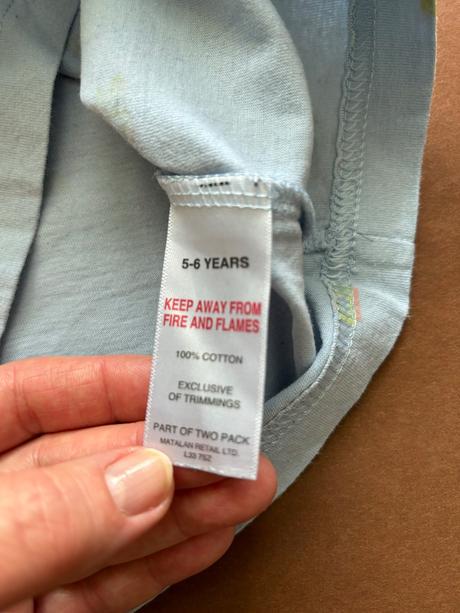 5-6 YEARS
KEEP AWAY FROM
FIRE AND FLAMES
100% COTTON
EXCLUSIVE
OF TRIMMINGS
PART OF TWO PACK
MATALAN RETAIL LTD.
L33 7SZ